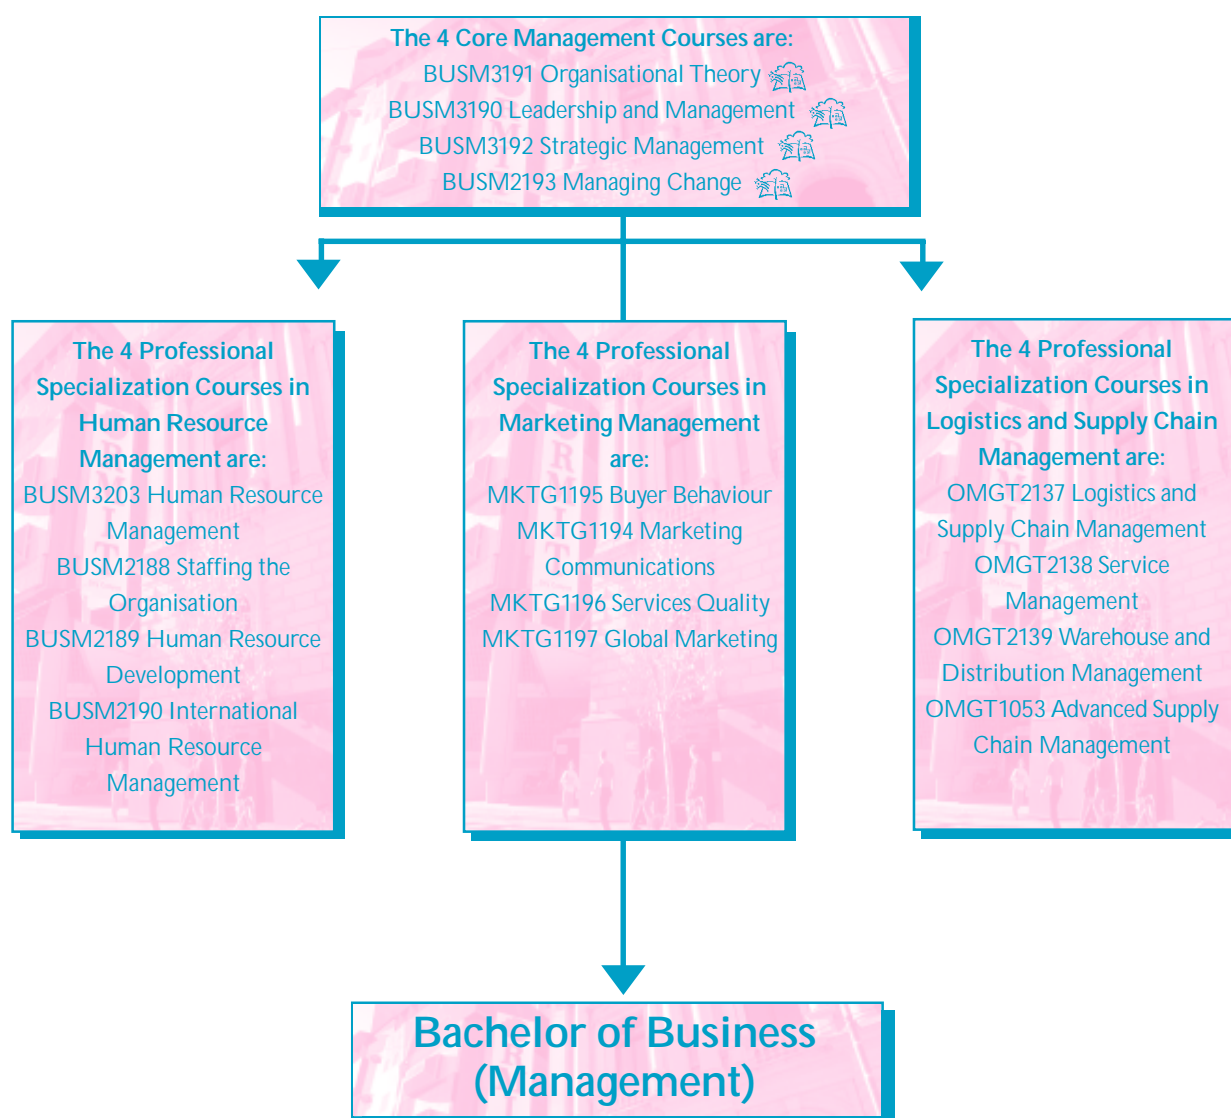 The 4 Core Management Courses are:
BUSM3191 Organisational Theory
BUSM3190 Leadership and Management
BUSM3192 Strategic Management
BUSM2193 Managing Change
The 4 Professional
Specialization Courses in
Human Resource
Management are:
BUSM3203 Human Resource
Management
BUSM2188 Staffing the
Organisation
BUSM2189 Human Resource
Development
BUSM2190 International
Human Resource
Management
The 4 Professional
Specialization Courses in
Marketing Management
are:
MKTG1195 Buyer Behaviour
MKTG1194 Marketing
Communications
MKTG1196 Services Quality
MKTG1197 Global Marketing
The 4 Professional
Specialization Courses in
Logistics and Supply Chain
Management are:
OMGT2137 Logistics and
Supply Chain Management
OMGT2138 Service
Management
OMGT2139 Warehouse and
Distribution Management
OMGT1053 Advanced Supply
Chain Management
Bachelor of Business
(Management)